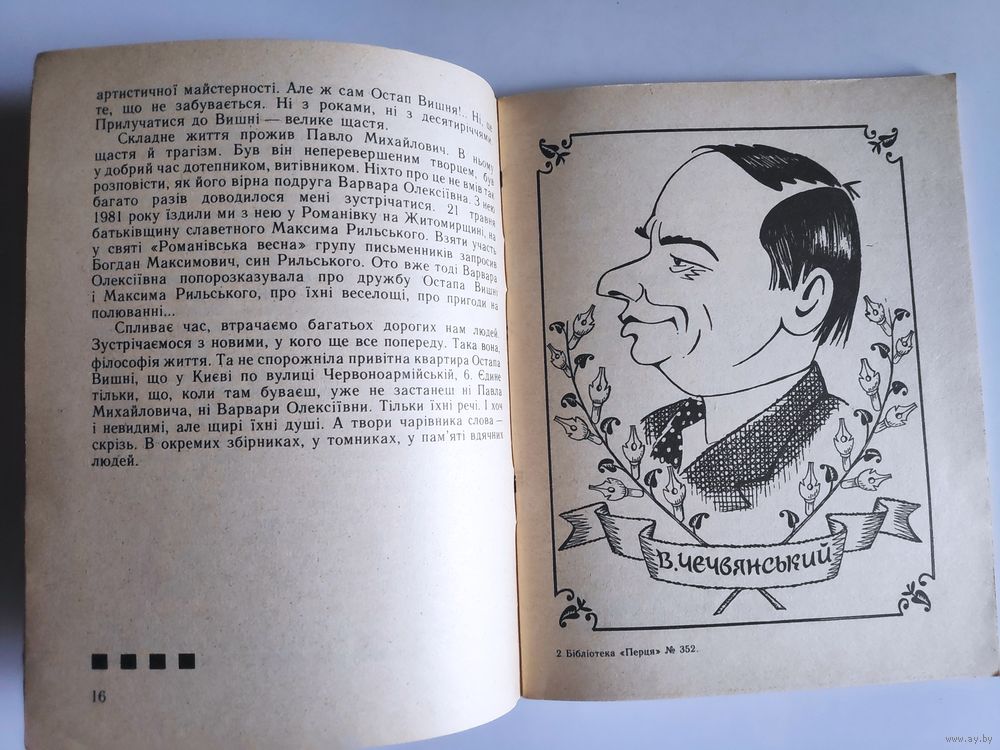 артистичної майстерності. Але ж сам Остап Вишня!.. Ні, це
те, що не забувається. Ні з роками, ні з десятиріччями.
Прилучатися до Вишні — велике щастя.
Складне життя прожив Павло Михайлович. В ньому
щастя й трагізм. Був він неперевершеним творцем, був
у добрий час дотепником, витівником. Ніхто про це не вмів так
розповісти, як його вірна подруга Варвара Олексіївна. З нею
багато разів доводилося мені зустрічатися. 21 травня
1981 року їздили ми з нею у Романівку на Житомирщині, на
батьківщину славетного Максима Рильського. Взяти участь
у святі «Романівська весна» групу письменників запросив
Богдан Максимович, син Рильського. Ото вже тоді Варвара
Олексіївна попорозказувала про дружбу Остапа Вишні
і Максима Рильського, про їхні веселощі, про пригоди на
полюванні...
Спливає час, втрачаємо багатьох дорогих нам людей.
Зустрічаємося з новими, у кого ще все попереду. Така вона,
філософія життя. Та не спорожніла привітна квартира Остапа
Вишні, що у Києві по вулиці Червоноармійській, 6. Єдине
тільки, що, коли там буваєш, уже не застанеш ні Павла
Михайловича, ні Варвари Олексіївни. Тільки їхні речі. І хоч
і невидимі, але щирі їхні душі. А твори чарівника слова —
скрізь. В окремих збірниках, у томниках, у пам'яті вдячних
людей.
16
В. Чечвянський
2 Бібліотека «Перця» № 352.
www.ay.by